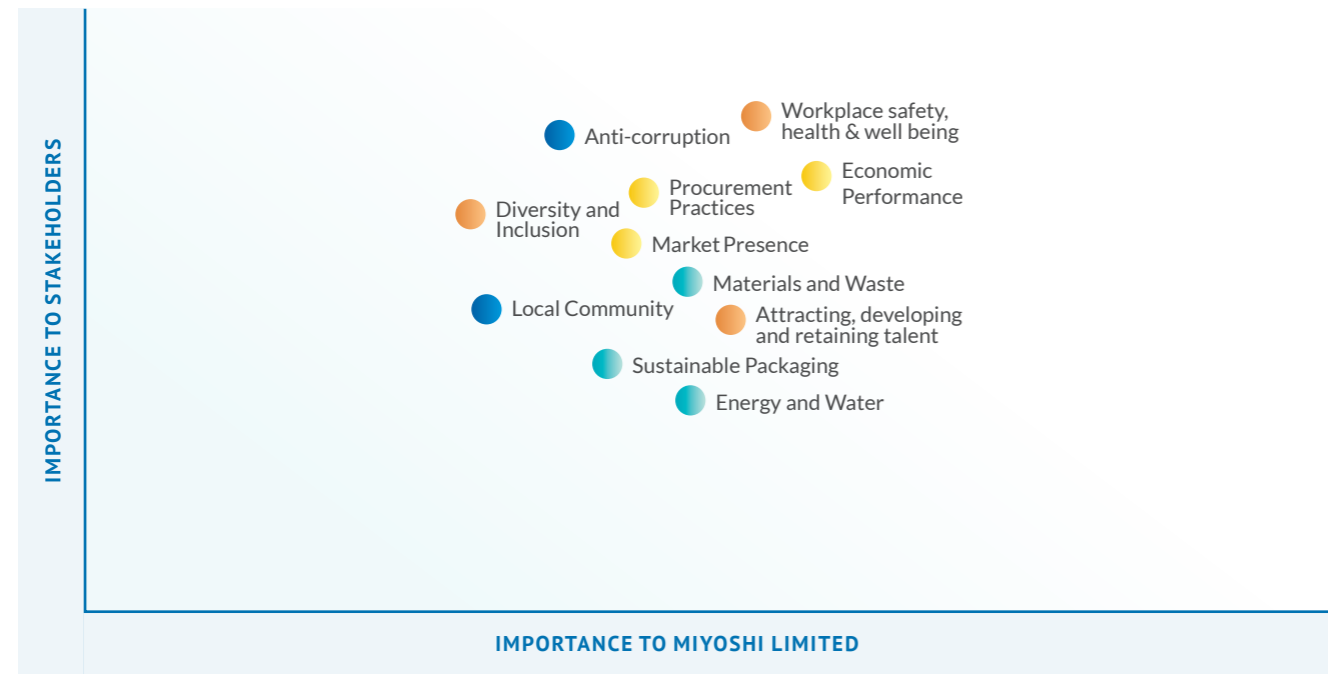 IMPORTANCE TO STAKEHOLDERS
Workplace safety,
health & well being
Anti-corruption
Economic
Performance
Procurement
Practices
Diversity and
Inclusion
Market Presence
Materials and Waste
Local Community
Attracting, developing
and retaining talent
Sustainable Packaging
Energy and Water
IMPORTANCE TO MIYOSHI LIMITED